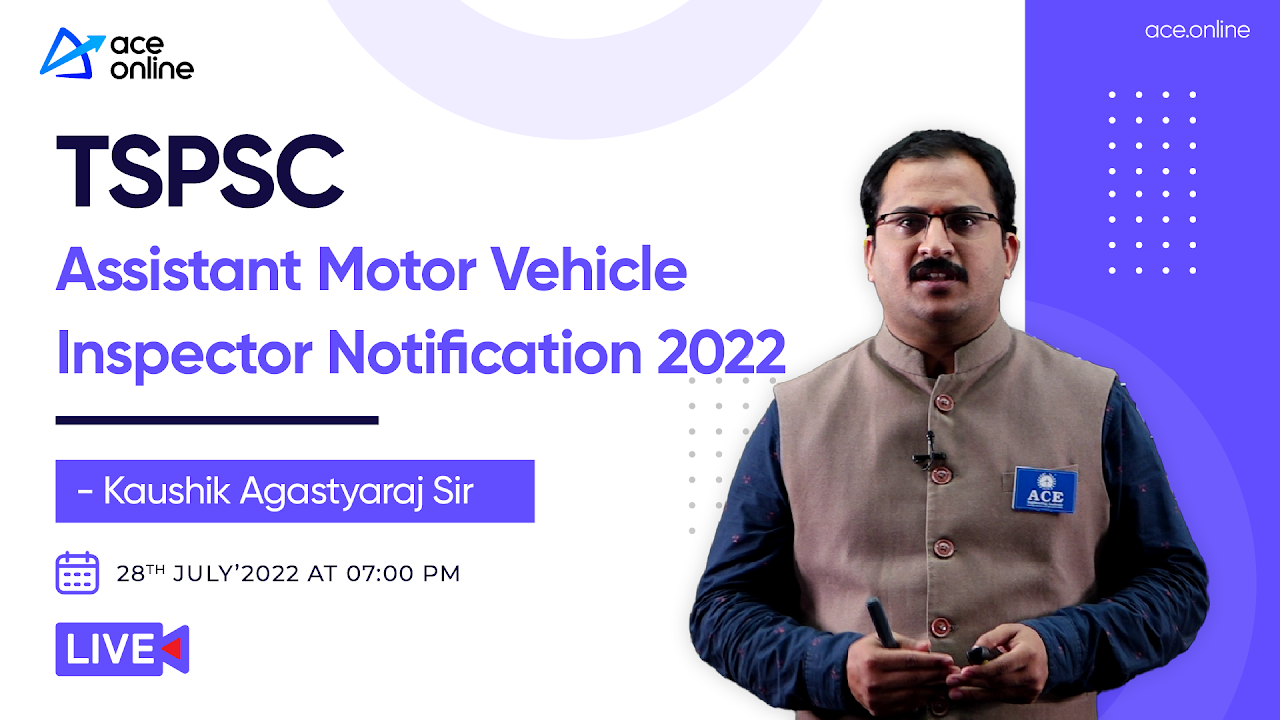 ace
online
ace.online
TSPSC
Assistant Motor Vehicle
Inspector Notification 2022
- Kaushik Agastyaraj Sir
28TH JULY’2022 AT 07:00 PM
LIVE
ACE